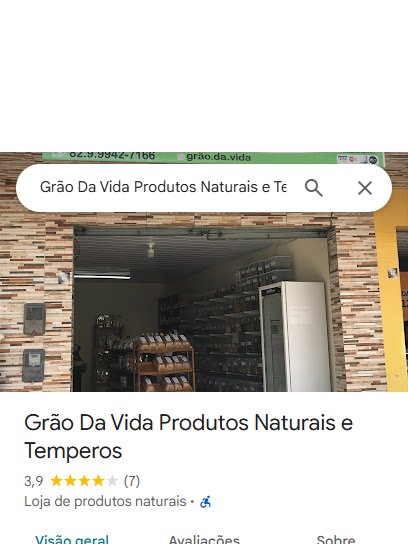 82.9.9942-7166 grão.da.vida
Grão Da Vida Produtos Naturais e Te
Grão Da Vida Produtos Naturais e
Temperos
3,9 (7)
Loja de produtos naturais •
Visão geral Avaliações Sobre